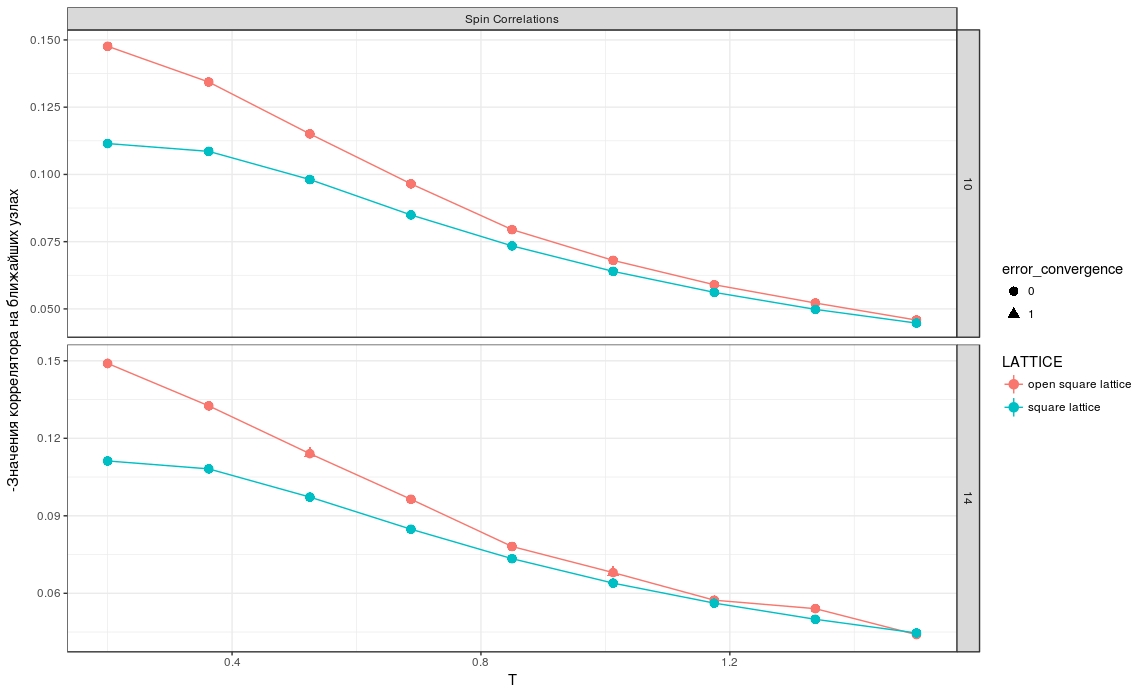 Spin Correlations
-Значения коррелятора на ближайших узлах
0.150
0.125
0.100
0.075
0.050
10
0.15
0.12
0.09
0.06
14
0.4
0.8
1.2
T
error_convergence
0
1
LATTICE
open square lattice
square lattice